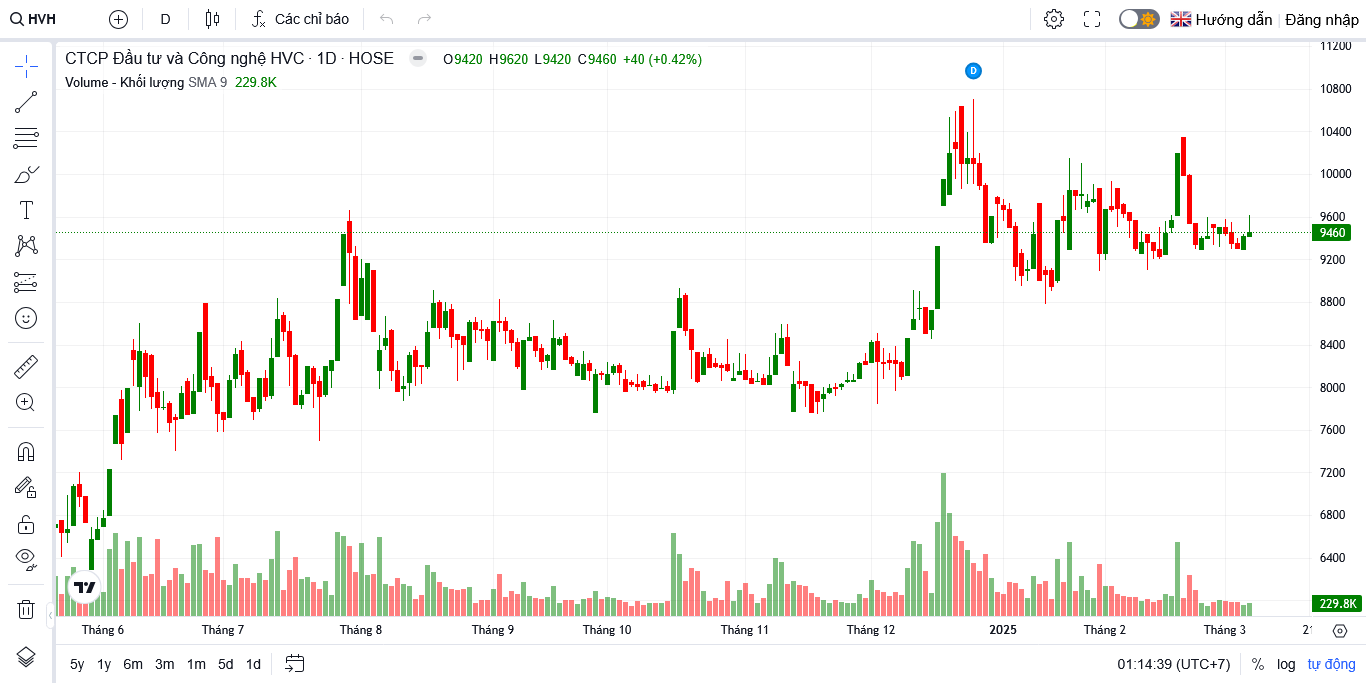 HVH D Các chỉ báo Hướng dẫn Đăng nhập
CTCP Đầu tư và Công nghệ HVC · 1D · HOSE O9420 H9620 L9420 C9460 +40 (+0.42%)
Volume - Khối lượng SMA 9 229.8K
D
11200
10800
10400
10000
9600
9460
9200
8800
8400
8000
7600
7200
6800
6400
229.8K
Tháng 6 Tháng 7 Tháng 8 Tháng 9 Tháng 10 Tháng 11 Tháng 12 2025 Tháng 2 Tháng 3 21
5y 1y 6m 3m 1m 5d 1d 01:14:39 (UTC+7) % log tự động